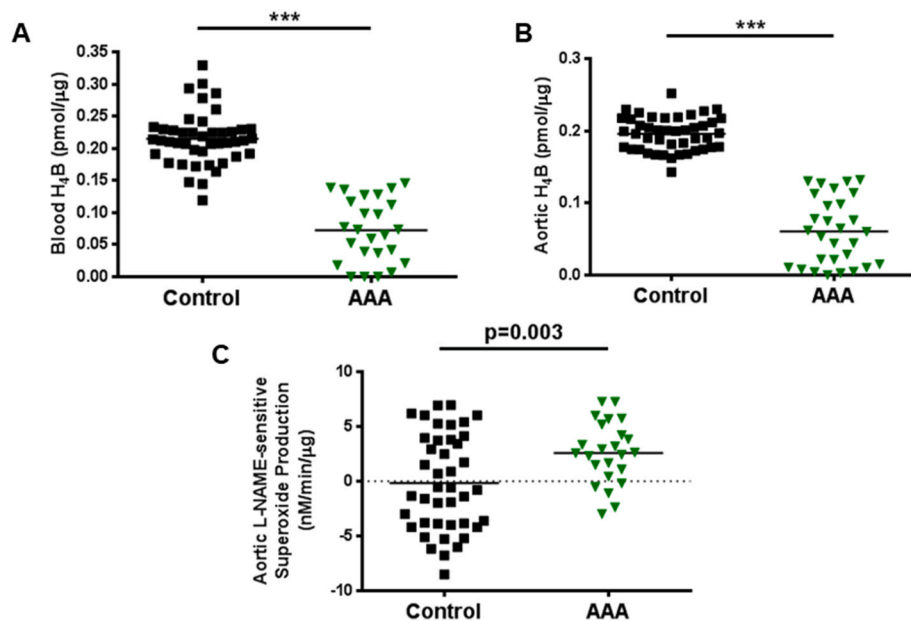 A
***
Blood H₄B (pmol/μg)
0.35
0.30
0.25
0.20
0.15
0.10
0.05
0.00
Control
AAA
B
***
Aortic H₄B (pmol/μg)
0.3
0.2
0.1
0.0
Control
AAA
C
p=0.003
Aortic L-NAME-sensitive
Superoxide Production
(nM/min/μg)
10
5
0
-5
-10
Control
AAA